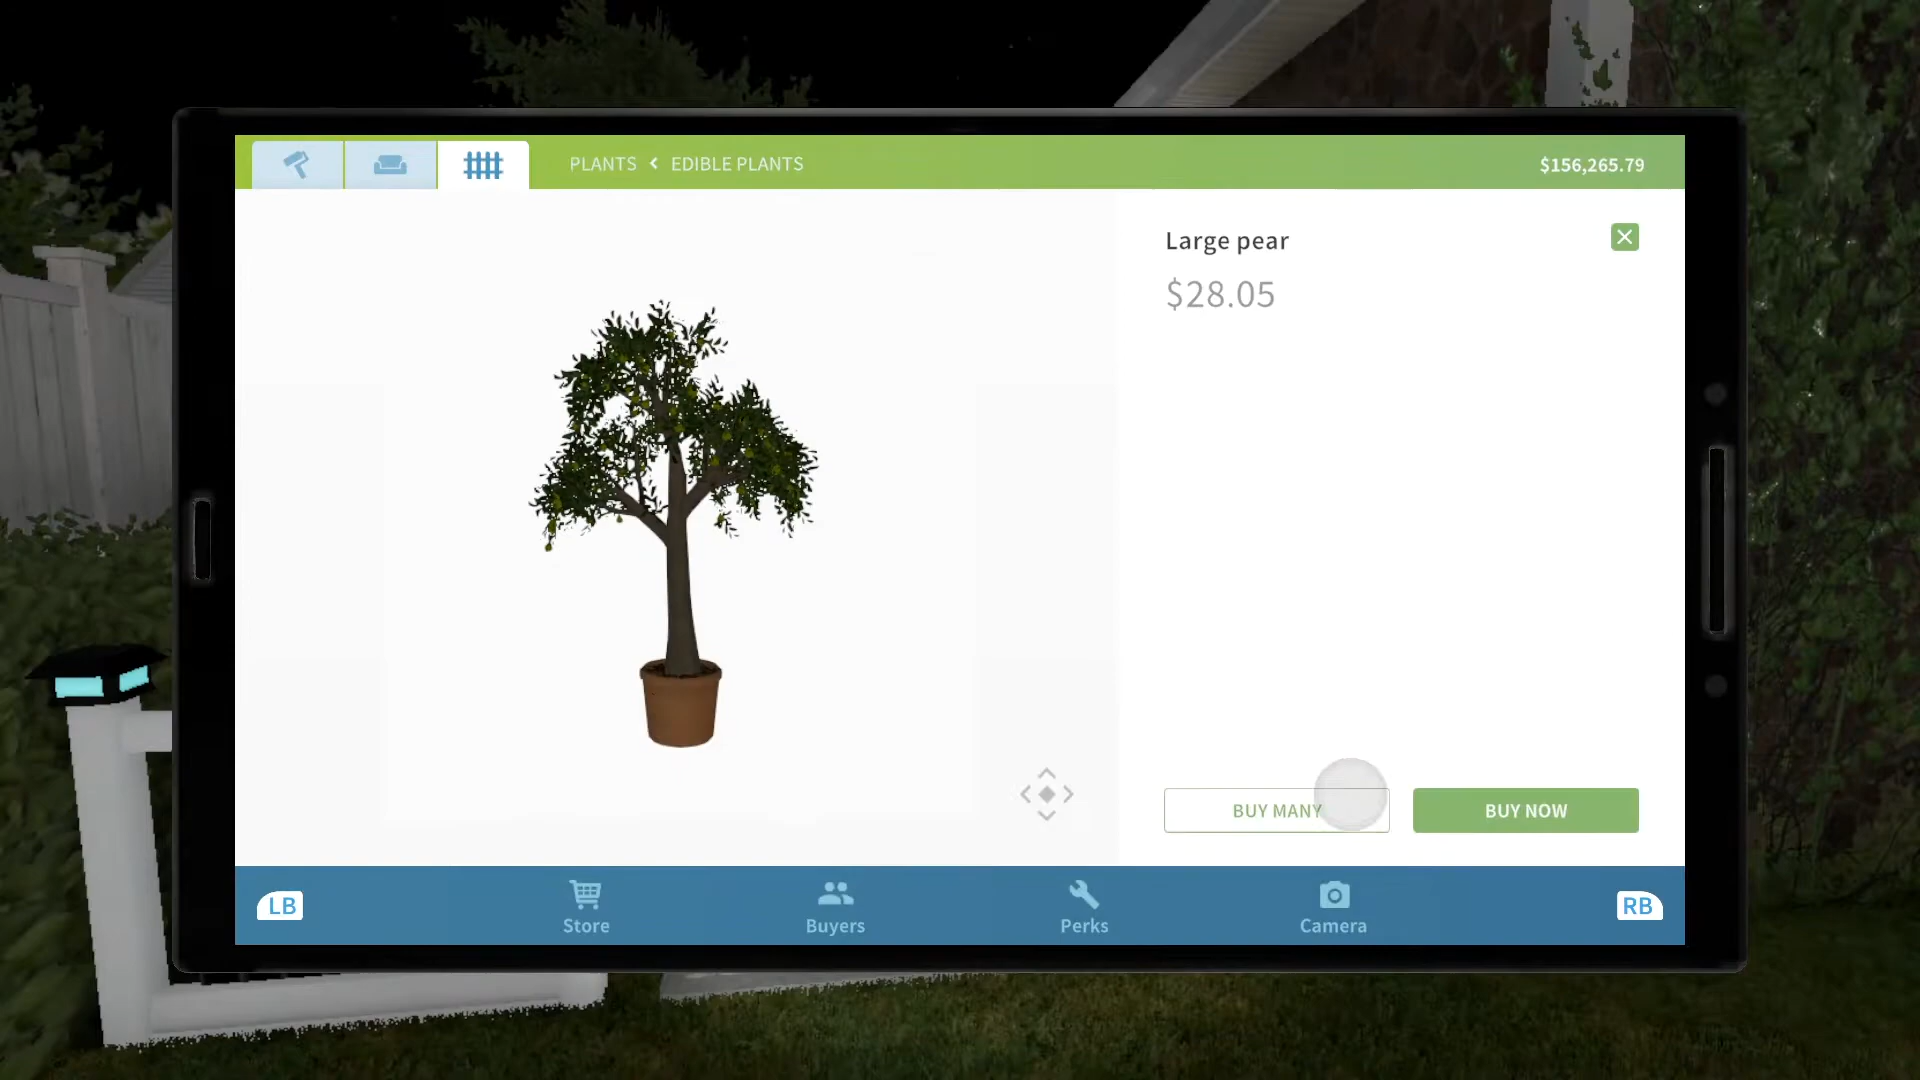 PLANTS < EDIBLE PLANTS
$156,265.79
Large pear
$28.05
BUY MANY
BUY NOW
LB
Store
Buyers
Perks
Camera
RB